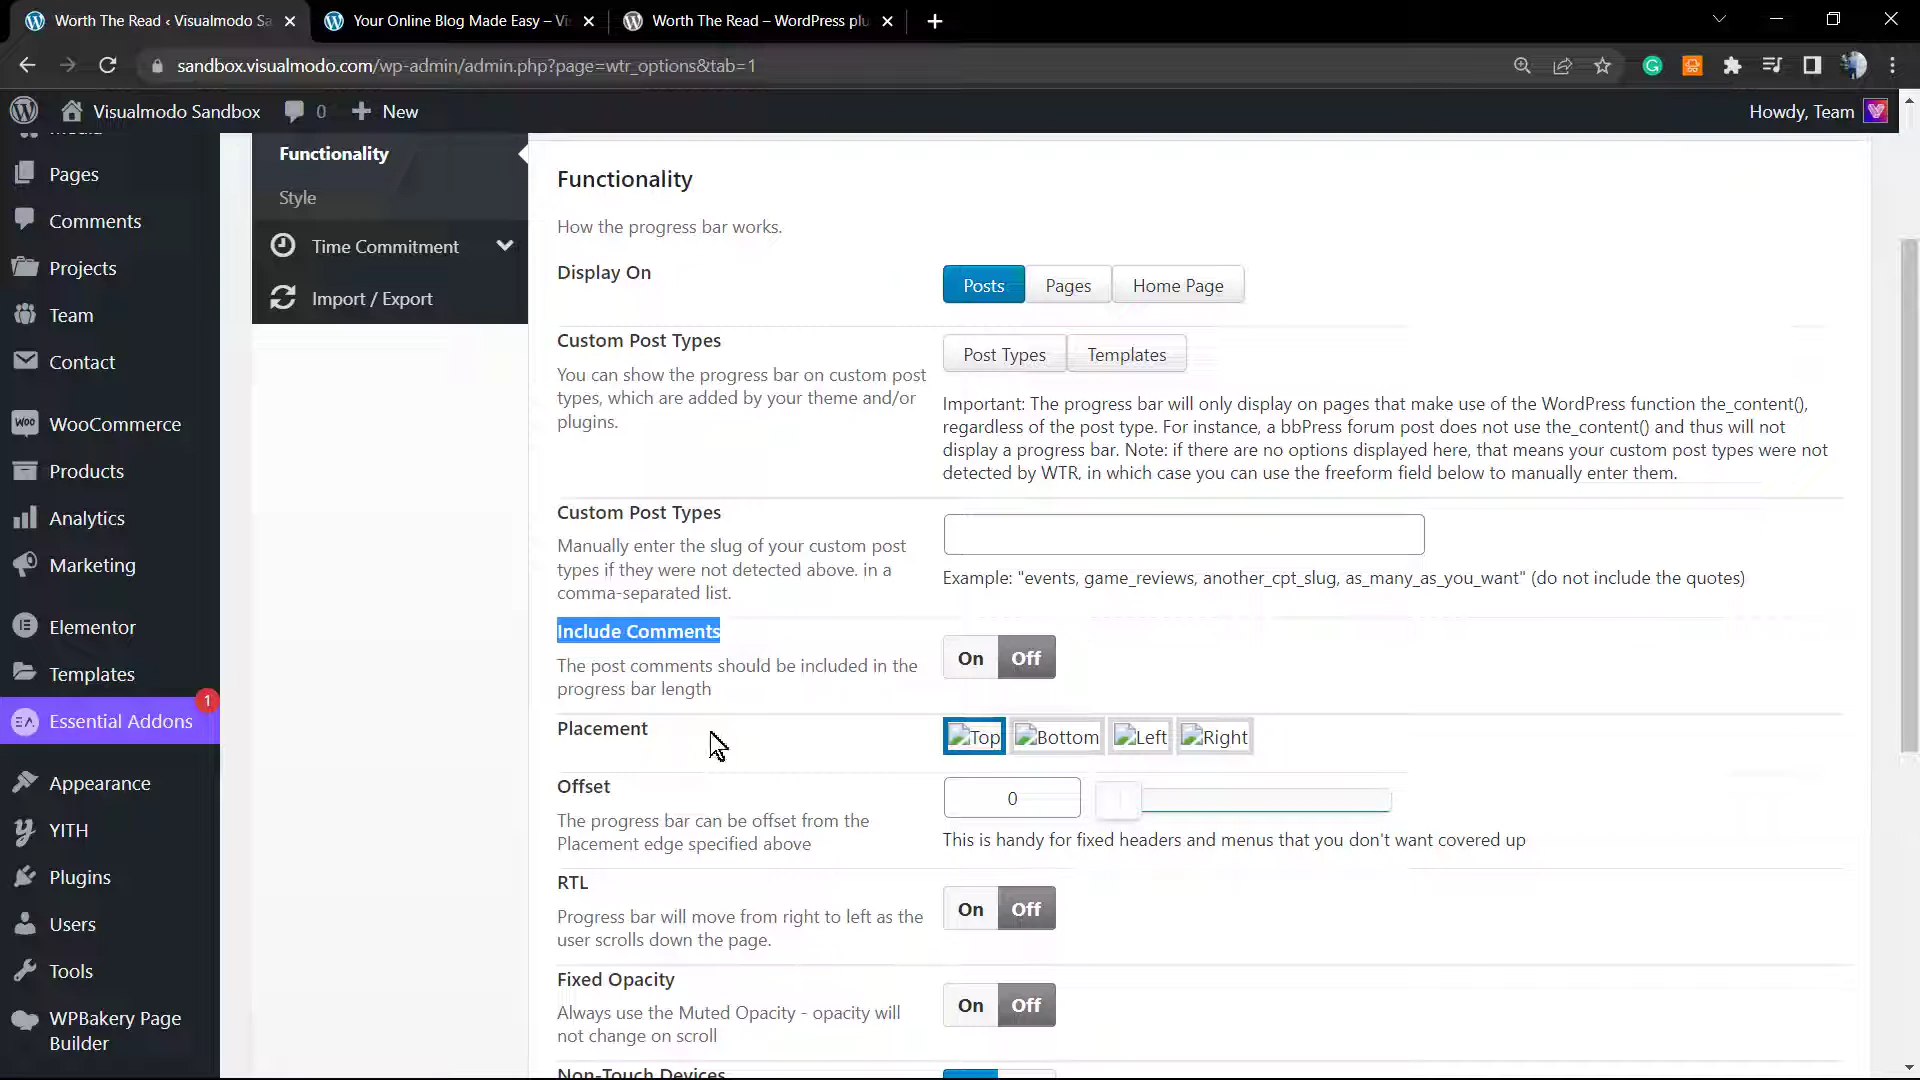 Worth The Read ‹ Visualmodo Sa
Your Online Blog Made Easy – Vi
Worth The Read – WordPress plu
sandbox.visualmodo.com/wp-admin/admin.php?page=wtr_options&tab=1
Visualmodo Sandbox
0
New
Howdy, Team
Media
Pages
Comments
Projects
Team
Contact
WooCommerce
Products
Analytics
Marketing
Elementor
Templates
Essential Addons
1
Appearance
YITH
Plugins
Users
Tools
WPBakery Page
Builder
Functionality
Style
Time Commitment
Import / Export
Functionality
How the progress bar works.
Display On
Posts
Pages
Home Page
Custom Post Types
You can show the progress bar on custom post
types, which are added by your theme and/or
plugins.
Post Types
Templates
Important: The progress bar will only display on pages that make use of the WordPress function the_content(),
regardless of the post type. For instance, a bbPress forum post does not use the_content() and thus will not
display a progress bar. Note: if there are no options displayed here, that means your custom post types were not
detected by WTR, in which case you can use the freeform field below to manually enter them.
Custom Post Types
Manually enter the slug of your custom post
types if they were not detected above. in a
comma-separated list.
Example: "events, game_reviews, another_cpt_slug, as_many_as_you_want" (do not include the quotes)
Include Comments
The post comments should be included in the
progress bar length
On
Off
Placement
Top
Bottom
Left
Right
Offset
The progress bar can be offset from the
Placement edge specified above
0
This is handy for fixed headers and menus that you don't want covered up
RTL
Progress bar will move from right to left as the
user scrolls down the page.
On
Off
Fixed Opacity
Always use the Muted Opacity - opacity will
not change on scroll
On
Off
Non-Touch Devices